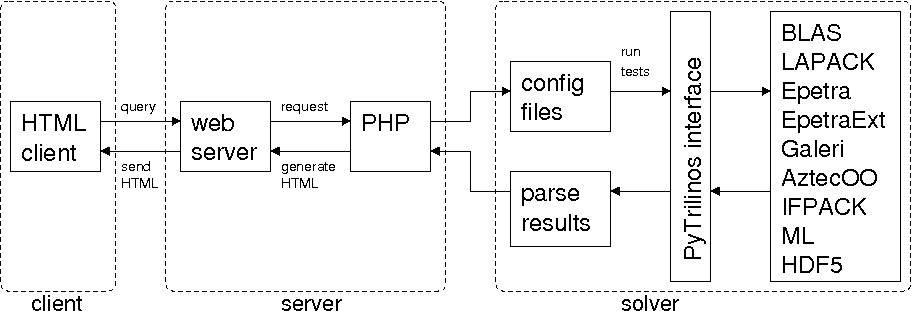 HTML
client
query
send
HTML
web
server
request
generate
HTML
PHP
config
files
run
tests
parse
results
PyTrilinos interface
BLAS
LAPACK
Epetra
EpetraExt
Galeri
AztecOO
IFPACK
ML
HDF5
client
server
solver